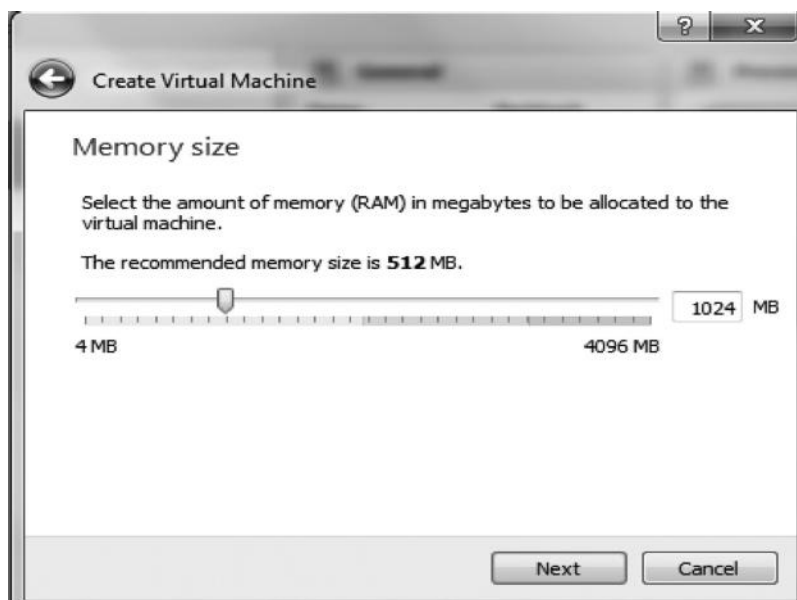 ?
x
Create Virtual Machine
Memory size
Select the amount of memory (RAM) in megabytes to be allocated to the
virtual machine.
The recommended memory size is 512 MB.
1024 MB
4 MB
4096 MB
Next
Cancel